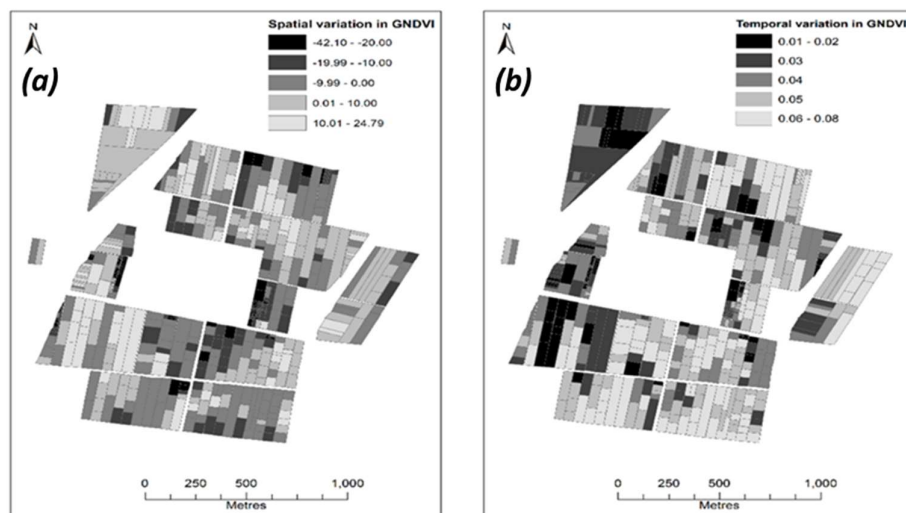 (a)
N
Spatial variation in GNDVI
-42.10 - -20.00
-19.99 - -10.00
-9.99 - 0.00
0.01 - 10.00
10.01 - 24.79
0 250 500 1,000
Metres
(b)
N
Temporal variation in GNDVI
0.01 - 0.02
0.03
0.04
0.05
0.06 - 0.08
0 250 500 1,000
Metres